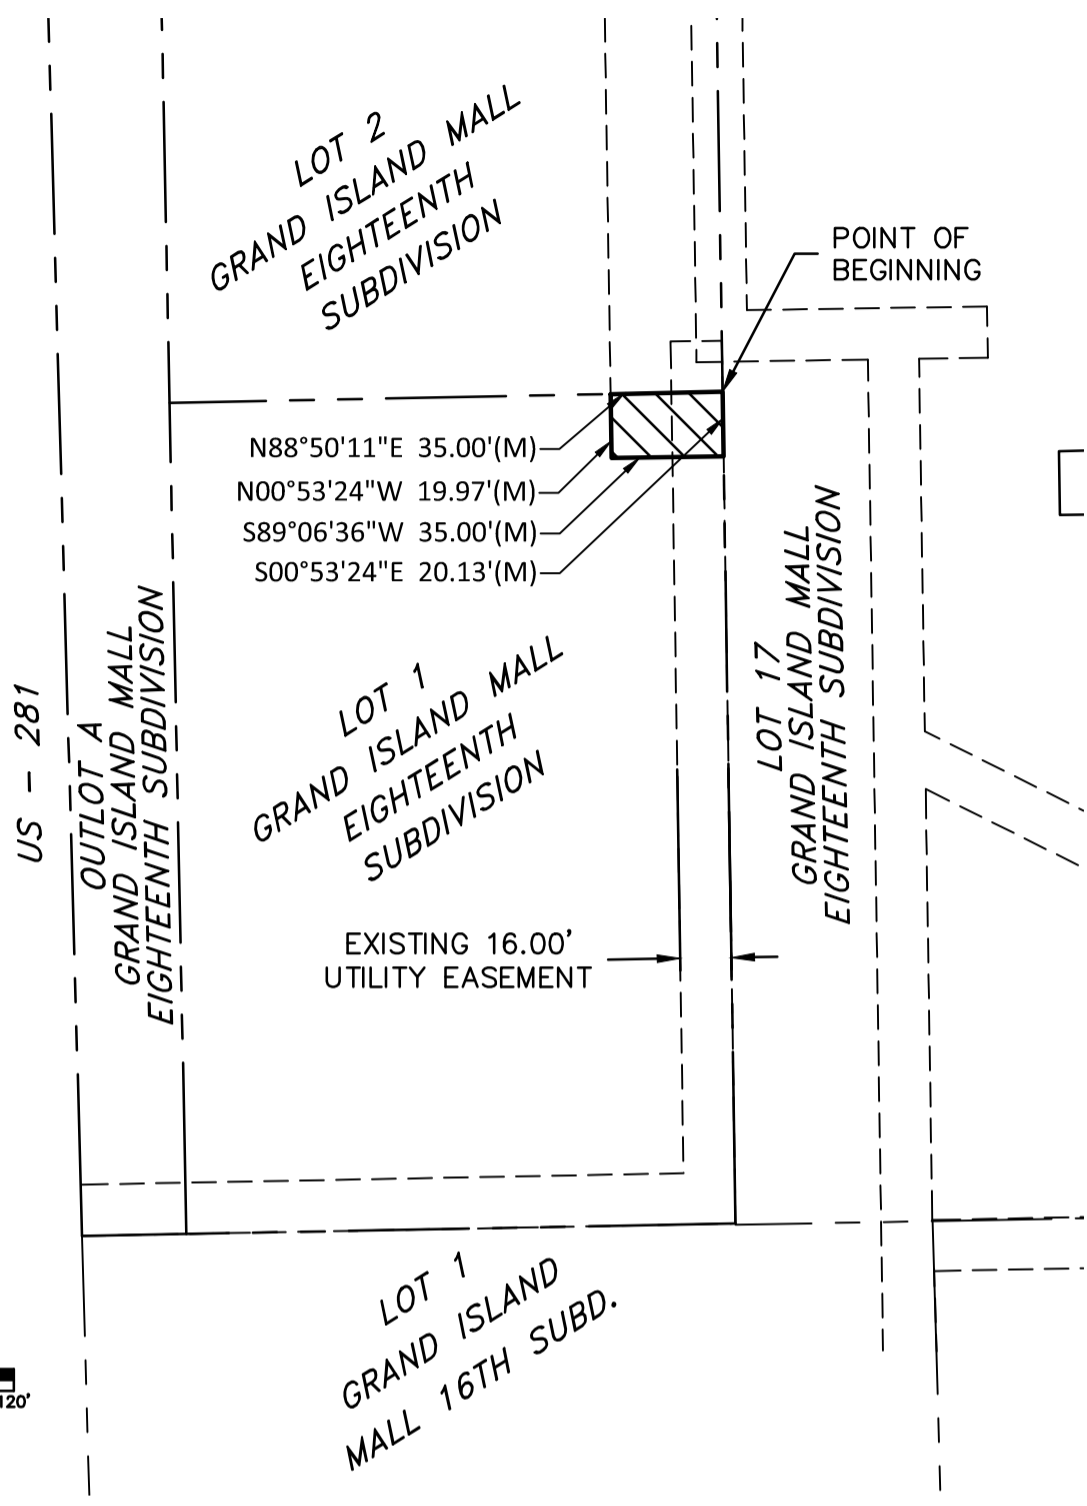 LOT 2
GRAND ISLAND MALL
EIGHTEENTH
SUBDIVISION
POINT OF
BEGINNING
N88°50'11"E 35.00'(M)
N00°53'24"W 19.97'(M)
S89°06'36"W 35.00'(M)
S00°53'24"E 20.13'(M)
LOT 1
GRAND ISLAND MALL
EIGHTEENTH
SUBDIVISION
US - 281
OUTLOT A
GRAND ISLAND MALL
EIGHTEENTH SUBDIVISION
LOT 17
GRAND ISLAND MALL
EIGHTEENTH SUBDIVISION
EXISTING 16.00'
UTILITY EASEMENT
LOT 1
GRAND ISLAND
MALL 16TH SUBD.
120'